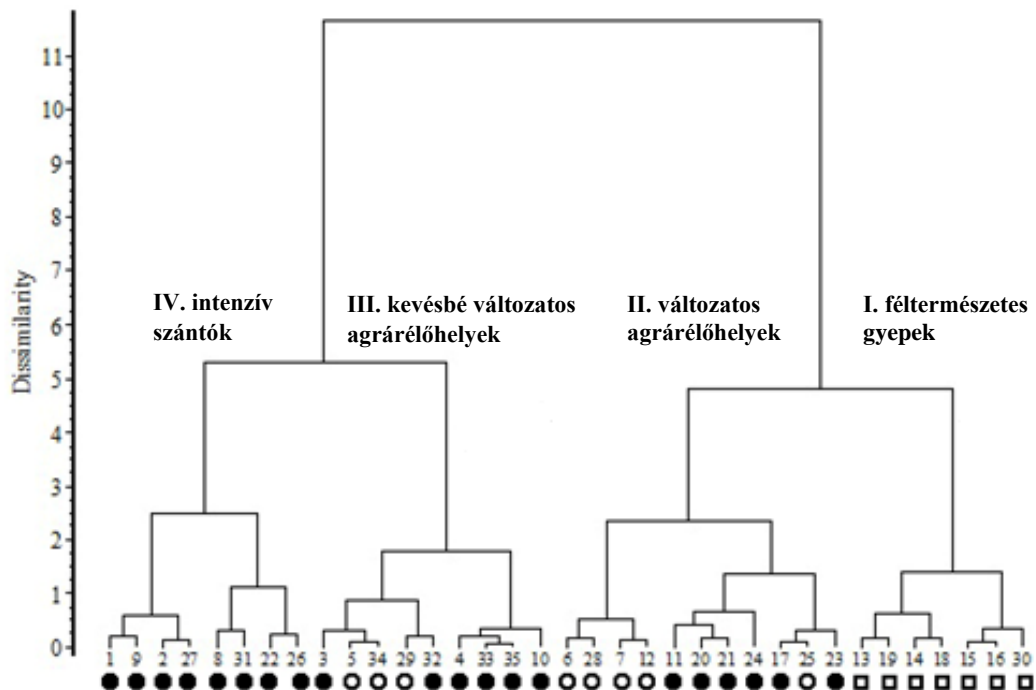 11
10
9
8
7
6
5
4
3
2
1
0
Dissimilarity
IV. intenzív
szántók
III. kevésbé változatos
agrárélőhelyek
II. változatos
agrárélőhelyek
I. féltermészetes
gyepek
1 9 2 27 8 31 22 26 3 5 34 29 32 4 33 35 10 6 28 7 12 11 20 21 24 17 25 23 13 19 14 18 15 16 30